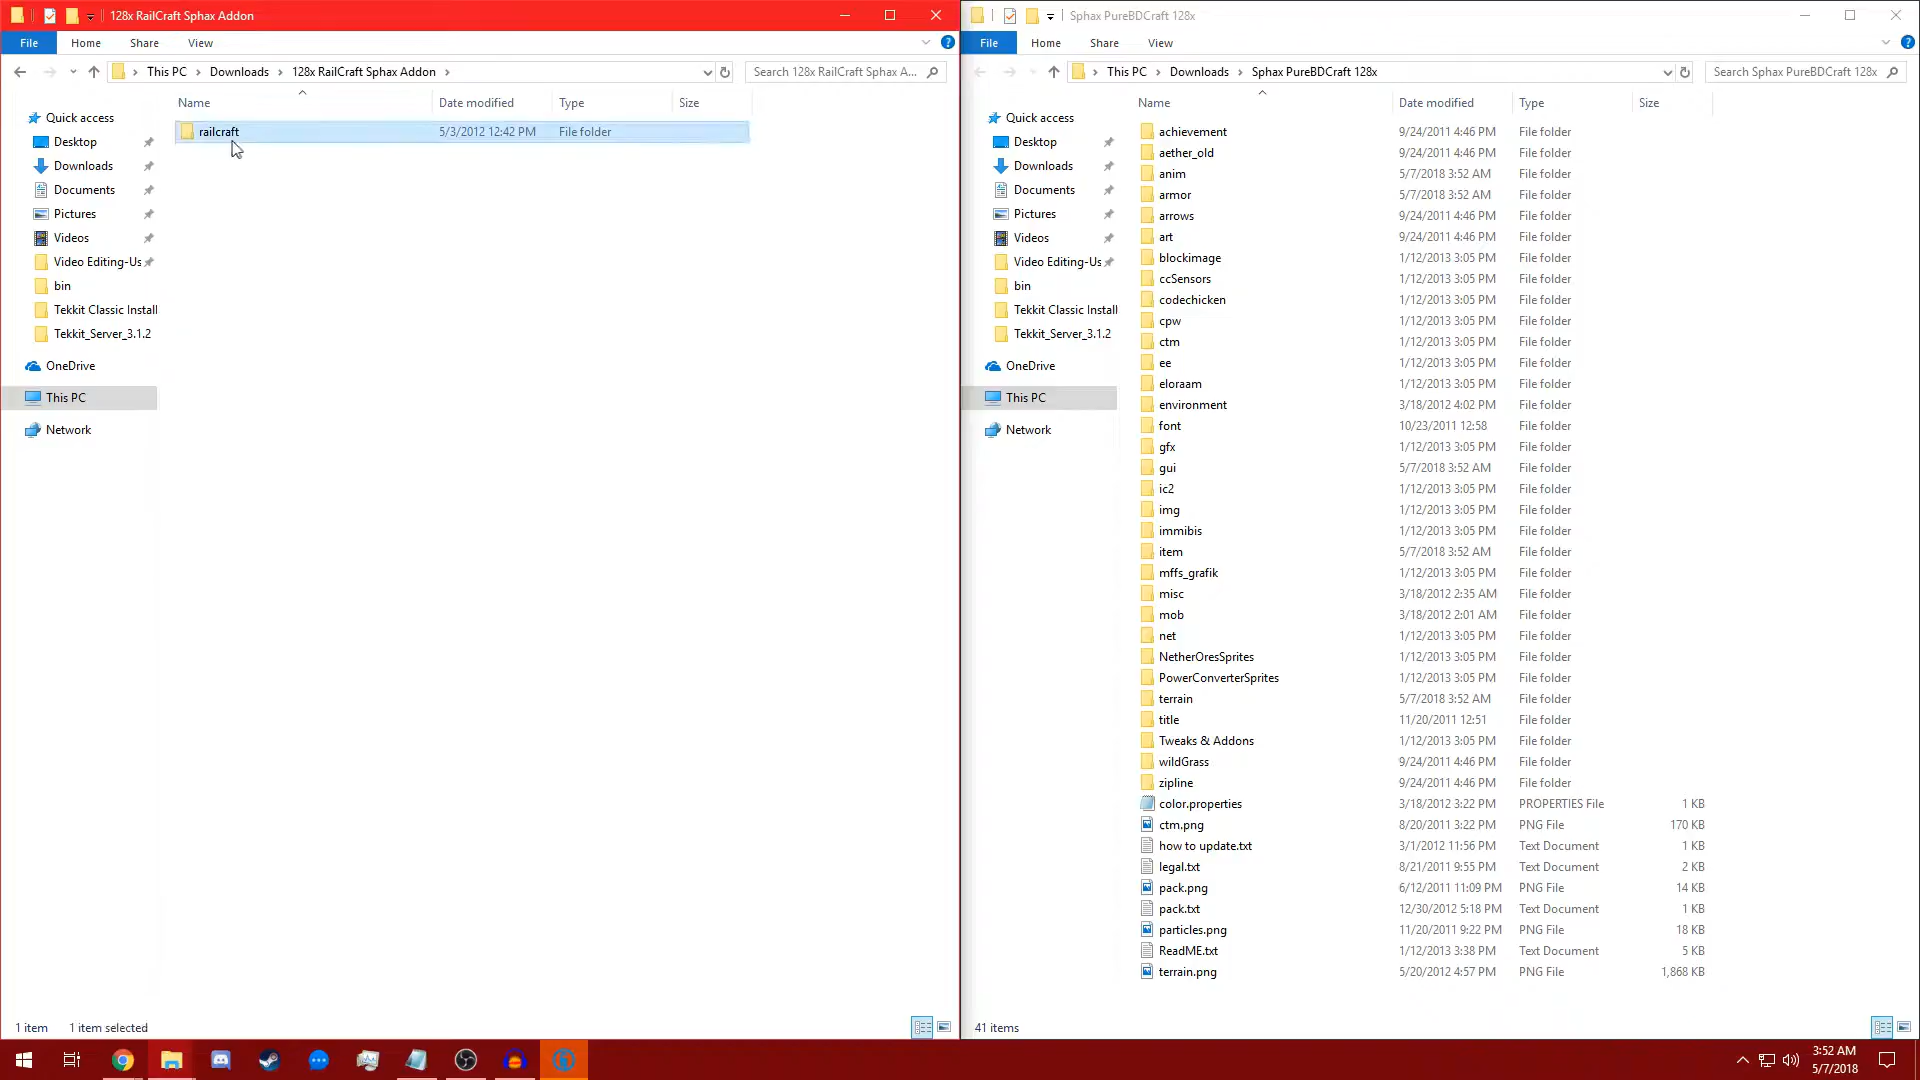 128x RailCraft Sphax Addon
File Home Share View
This PC Downloads 128x RailCraft Sphax Addon
Search 128x RailCraft Sphax A...
Name Date modified Type Size
railcraft 5/3/2012 12:42 PM File folder
Quick access
Desktop
Downloads
Documents
Pictures
Videos
Video Editing-Us
bin
Tekkit Classic Install
Tekkit_Server_3.1.2
OneDrive
This PC
Network
1 item 1 item selected
Sphax PureBDCraft 128x
File Home Share View
This PC Downloads Sphax PureBDCraft 128x
Search Sphax PureBDCraft 128x
Name Date modified Type Size
Quick access
Desktop
Downloads
Documents
Pictures
Videos
Video Editing-Us
bin
Tekkit Classic Install
Tekkit_Server_3.1.2
OneDrive
This PC
Network
achievement 9/24/2011 4:46 PM File folder
aether_old 9/24/2011 4:46 PM File folder
anim 5/7/2018 3:52 AM File folder
armor 5/7/2018 3:52 AM File folder
arrows 9/24/2011 4:46 PM File folder
art 9/24/2011 4:46 PM File folder
blockimage 1/12/2013 3:05 PM File folder
ccSensors 1/12/2013 3:05 PM File folder
codechicken 1/12/2013 3:05 PM File folder
cpw 1/12/2013 3:05 PM File folder
ctm 1/12/2013 3:05 PM File folder
ee 1/12/2013 3:05 PM File folder
eloraam 1/12/2013 3:05 PM File folder
environment 3/18/2012 4:02 PM File folder
font 10/23/2011 12:58 File folder
gfx 1/12/2013 3:05 PM File folder
gui 5/7/2018 3:52 AM File folder
ic2 1/12/2013 3:05 PM File folder
img 1/12/2013 3:05 PM File folder
immibis 1/12/2013 3:05 PM File folder
item 5/7/2018 3:52 AM File folder
mffs_grafik 1/12/2013 3:05 PM File folder
misc 3/18/2012 2:35 AM File folder
mob 3/18/2012 2:01 AM File folder
net 1/12/2013 3:05 PM File folder
NetherOresSprites 1/12/2013 3:05 PM File folder
PowerConverterSprites 1/12/2013 3:05 PM File folder
terrain 5/7/2018 3:52 AM File folder
title 11/20/2011 12:51 File folder
Tweaks & Addons 1/12/2013 3:05 PM File folder
wildGrass 9/24/2011 4:46 PM File folder
zipline 9/24/2011 4:46 PM File folder
color.properties 3/18/2012 3:22 PM PROPERTIES File 1 KB
ctm.png 8/20/2011 3:22 PM PNG File 170 KB
how to update.txt 3/1/2012 11:56 PM Text Document 1 KB
legal.txt 8/21/2011 9:55 PM Text Document 2 KB
pack.png 6/12/2011 11:09 PM PNG File 14 KB
pack.txt 12/30/2012 5:18 PM Text Document 1 KB
particles.png 11/20/2011 9:22 PM PNG File 18 KB
ReadME.txt 1/12/2013 3:38 PM Text Document 5 KB
terrain.png 5/20/2012 4:57 PM PNG File 1,868 KB
41 items
3:52 AM
5/7/2018